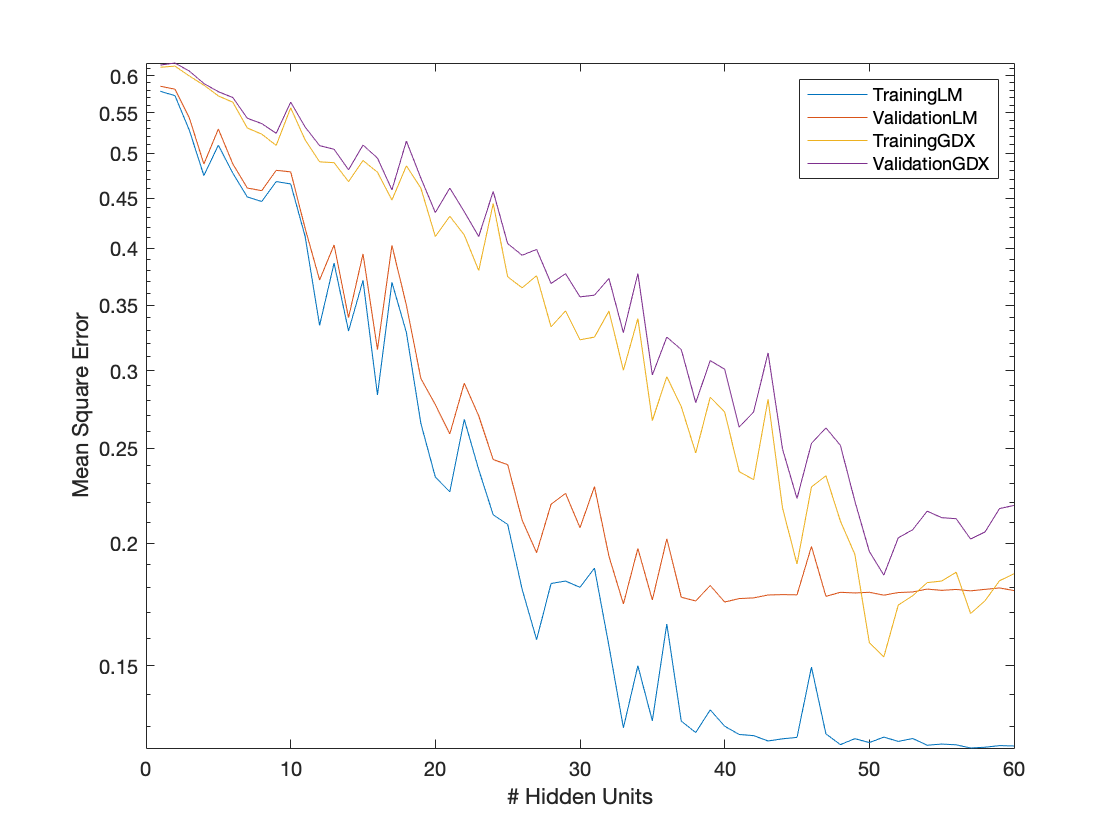 0.6
0.55
0.5
0.45
0.4
0.35
0.3
0.25
0.2
0.15
Mean Square Error
TrainingLM
ValidationLM
TrainingGDX
ValidationGDX
0 10 20 30 40 50 60
# Hidden Units